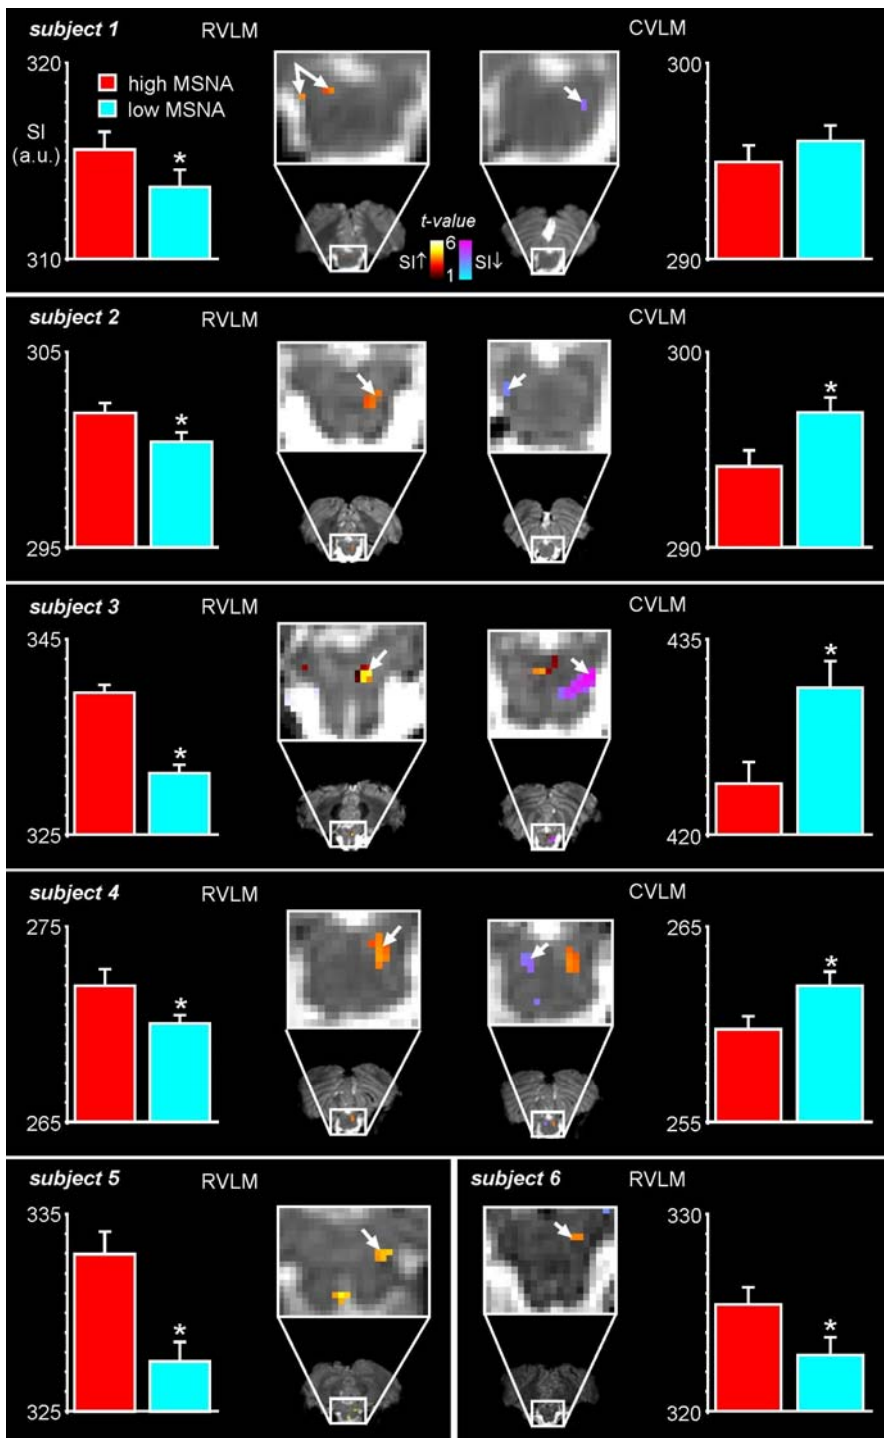 subject 1
RVLM
CVLM
320
SI
(a.u.)
310
high MSNA
low MSNA
*
t-value
6
SI↑
SI↓
1
300
290
subject 2
RVLM
CVLM
305
295
*
300
290
*
subject 3
RVLM
CVLM
345
325
*
435
420
*
subject 4
RVLM
CVLM
275
265
*
265
255
*
subject 5
RVLM
335
325
*
subject 6
RVLM
330
320
*